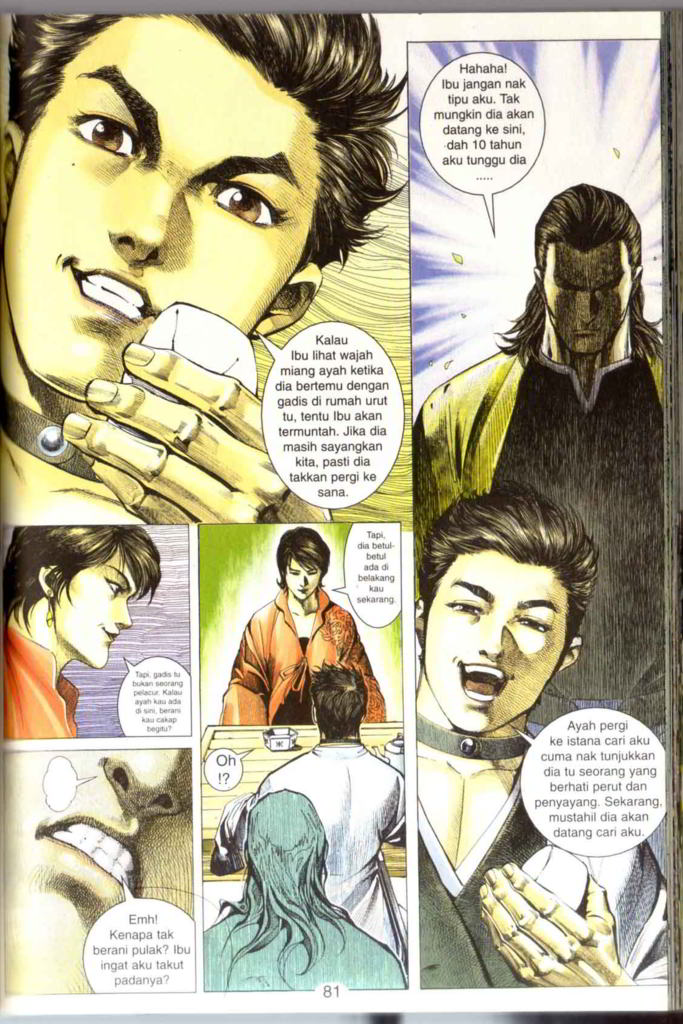 Kalau
Ibu lihat wajah
miang ayah ketika
dia bertemu dengan
gadis di rumah urut
tu, tentu Ibu akan
termuntah. Jika dia
masih sayangkan
kita, pasti dia
takkan pergi ke
sana.
Tapi, gadis itu
bukan seorang
pelacur. Kalau
ayah kau ada
di sini, berani
kau cakap
begitu?
Emh!
Kenapa tak
berani pulak? Ibu
ingat aku takut
padanya?
Tapi,
dia betul-
betul
ada di
belakang
kau
sekarang.
Oh
!?
Hahaha!
Ibu jangan nak
tipu aku. Tak
mungkin dia akan
datang ke sini,
dah 10 tahun
aku tunggu dia
.....
Ayah pergi
ke istana cari aku
cuma nak tunjukkan
dia tu seorang yang
berhati perut dan
penyayang. Sekarang,
mustahil dia akan
datang cari aku.
81